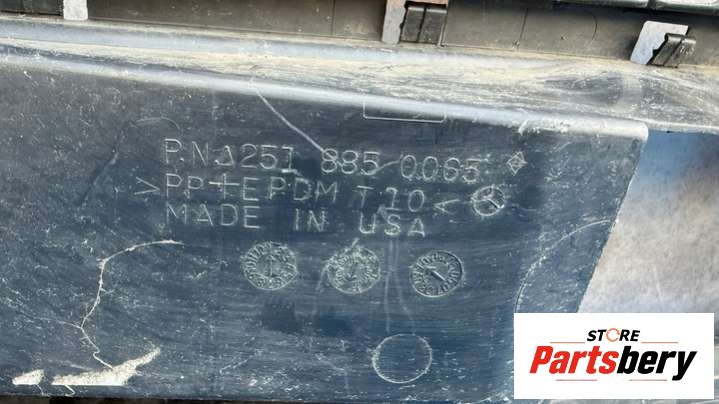 P.N A251 885 0065
>PP+EPDM T10<
MADE IN USA
STORE
Partsbery